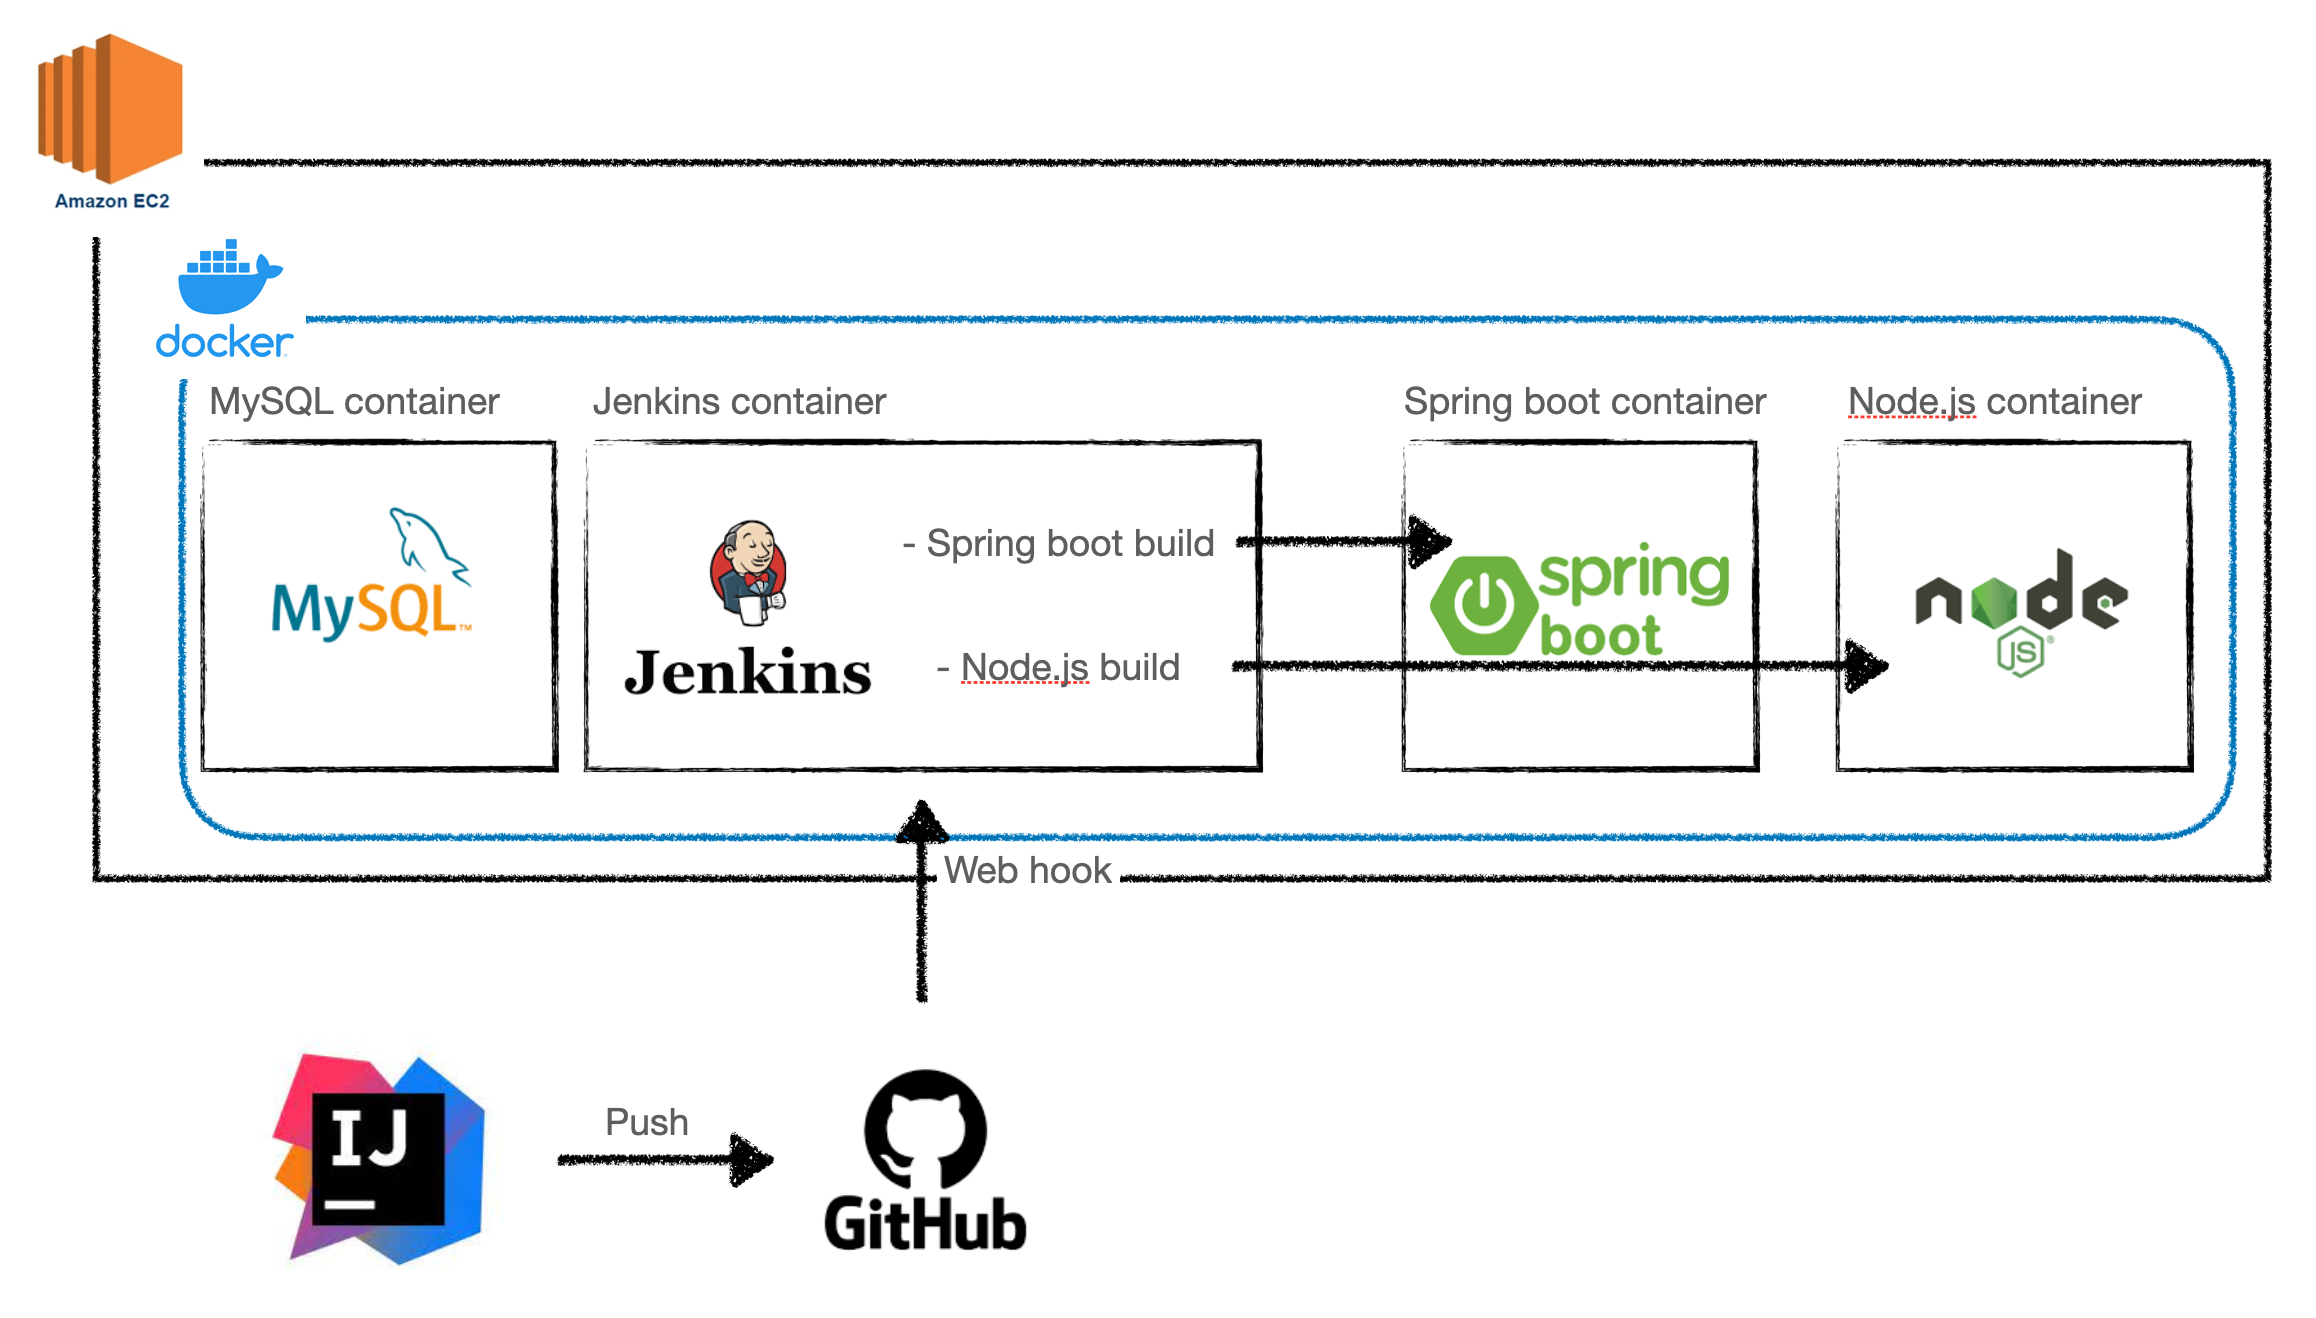 Amazon EC2
docker
MySQL container
Jenkins container
Spring boot container
Node.js container
MySQL™
Jenkins
- Spring boot build
- Node.js build
spring
boot
node
JS®
Web hook
IJ
Push
GitHub